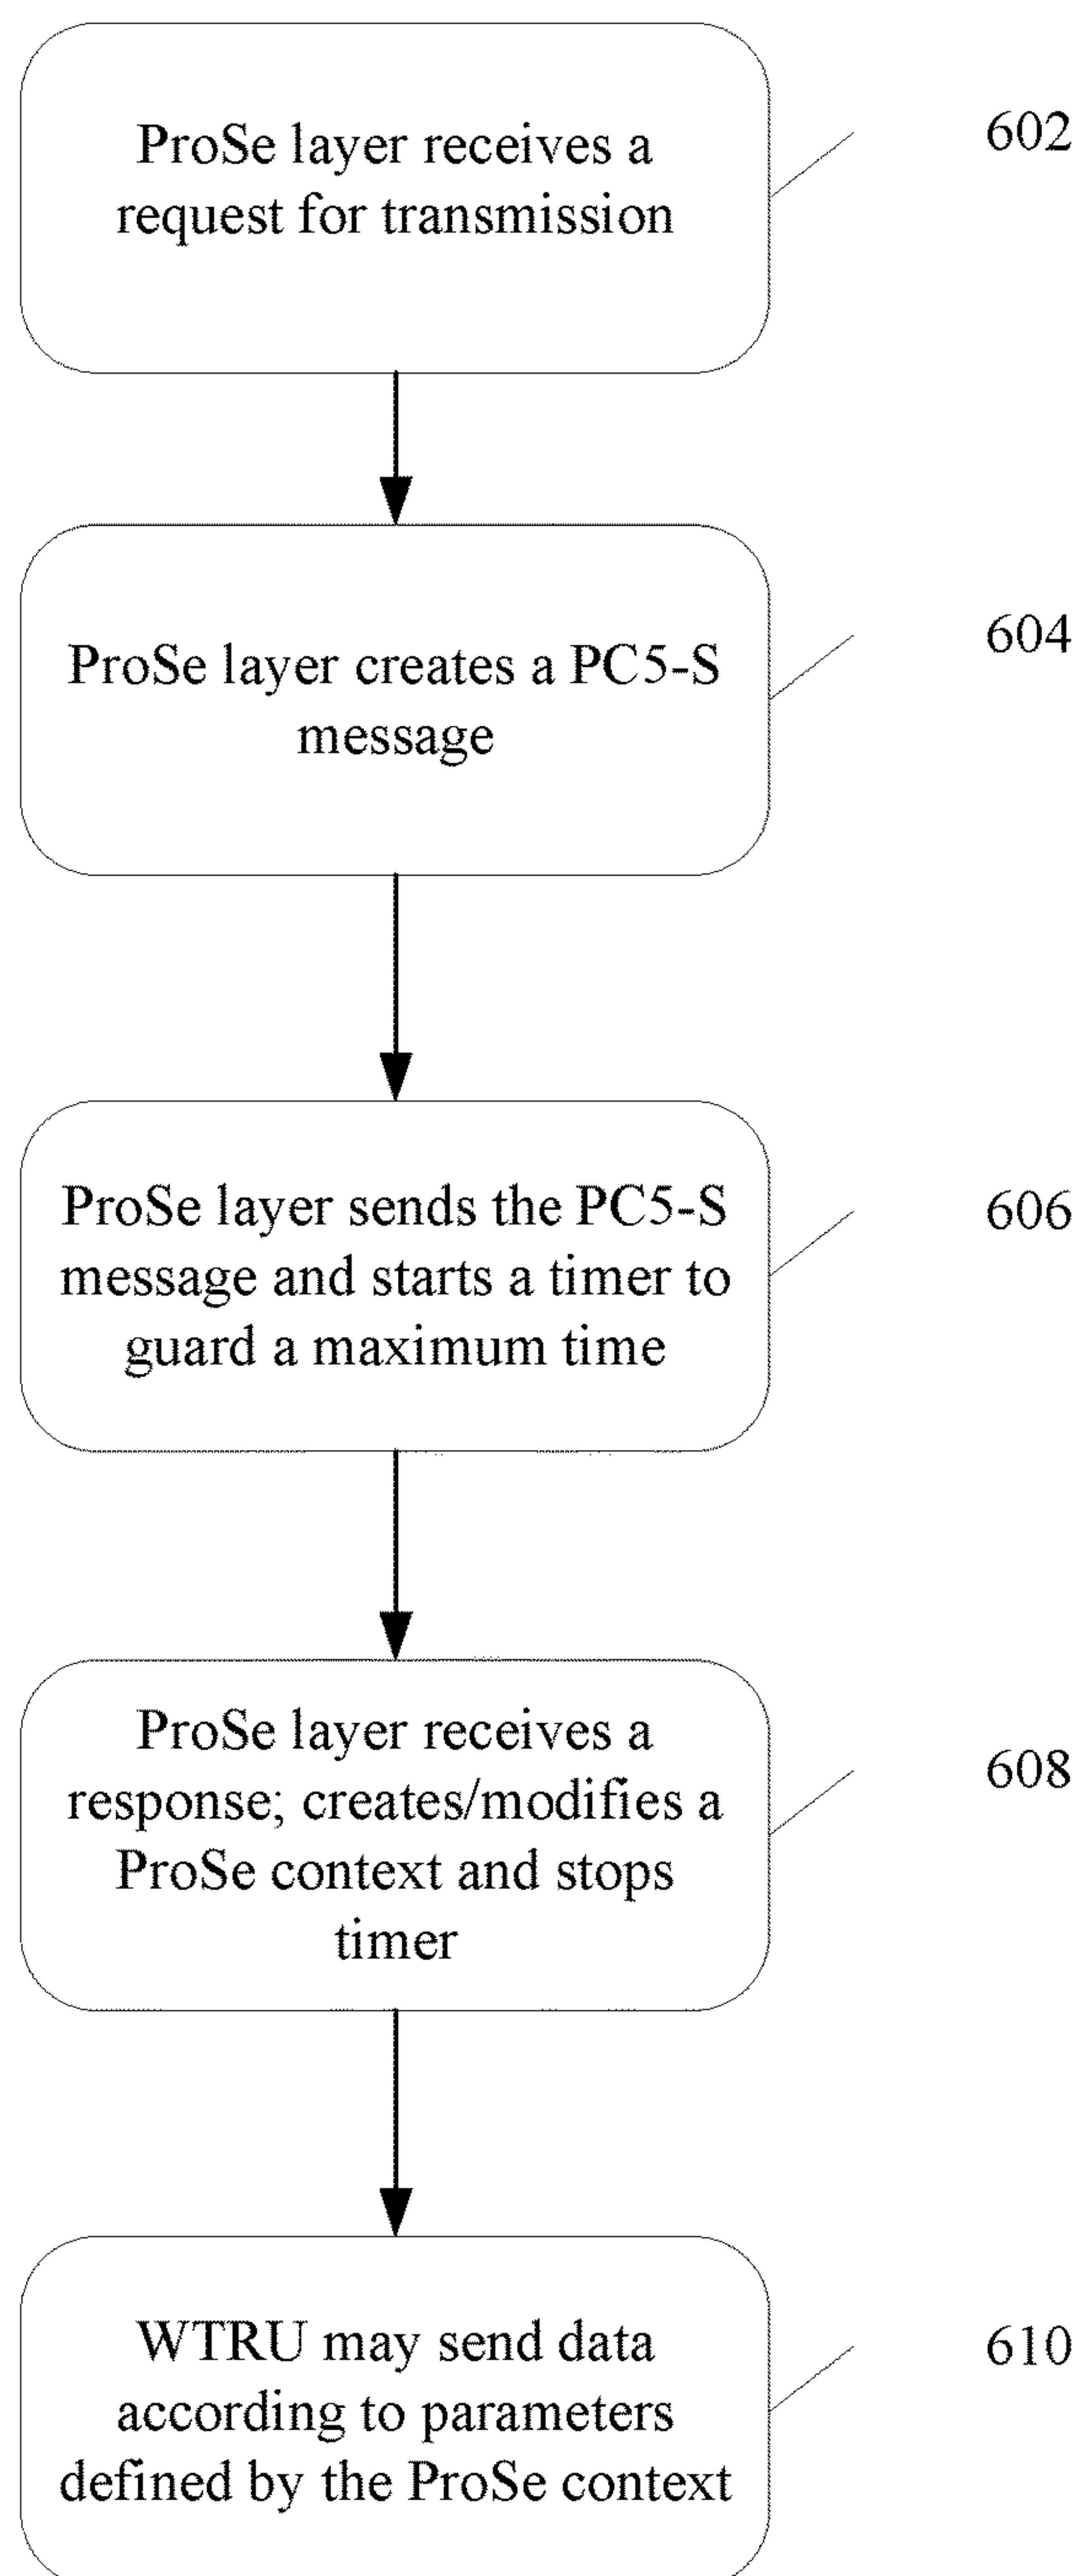 ProSe layer receives a
request for transmission
602
ProSe layer creates a PC5-S
message
604
ProSe layer sends the PC5-S
message and starts a timer to
guard a maximum time
606
ProSe layer receives a
response; creates/modifies a
ProSe context and stops
timer
608
WTRU may send data
according to parameters
defined by the ProSe context
610